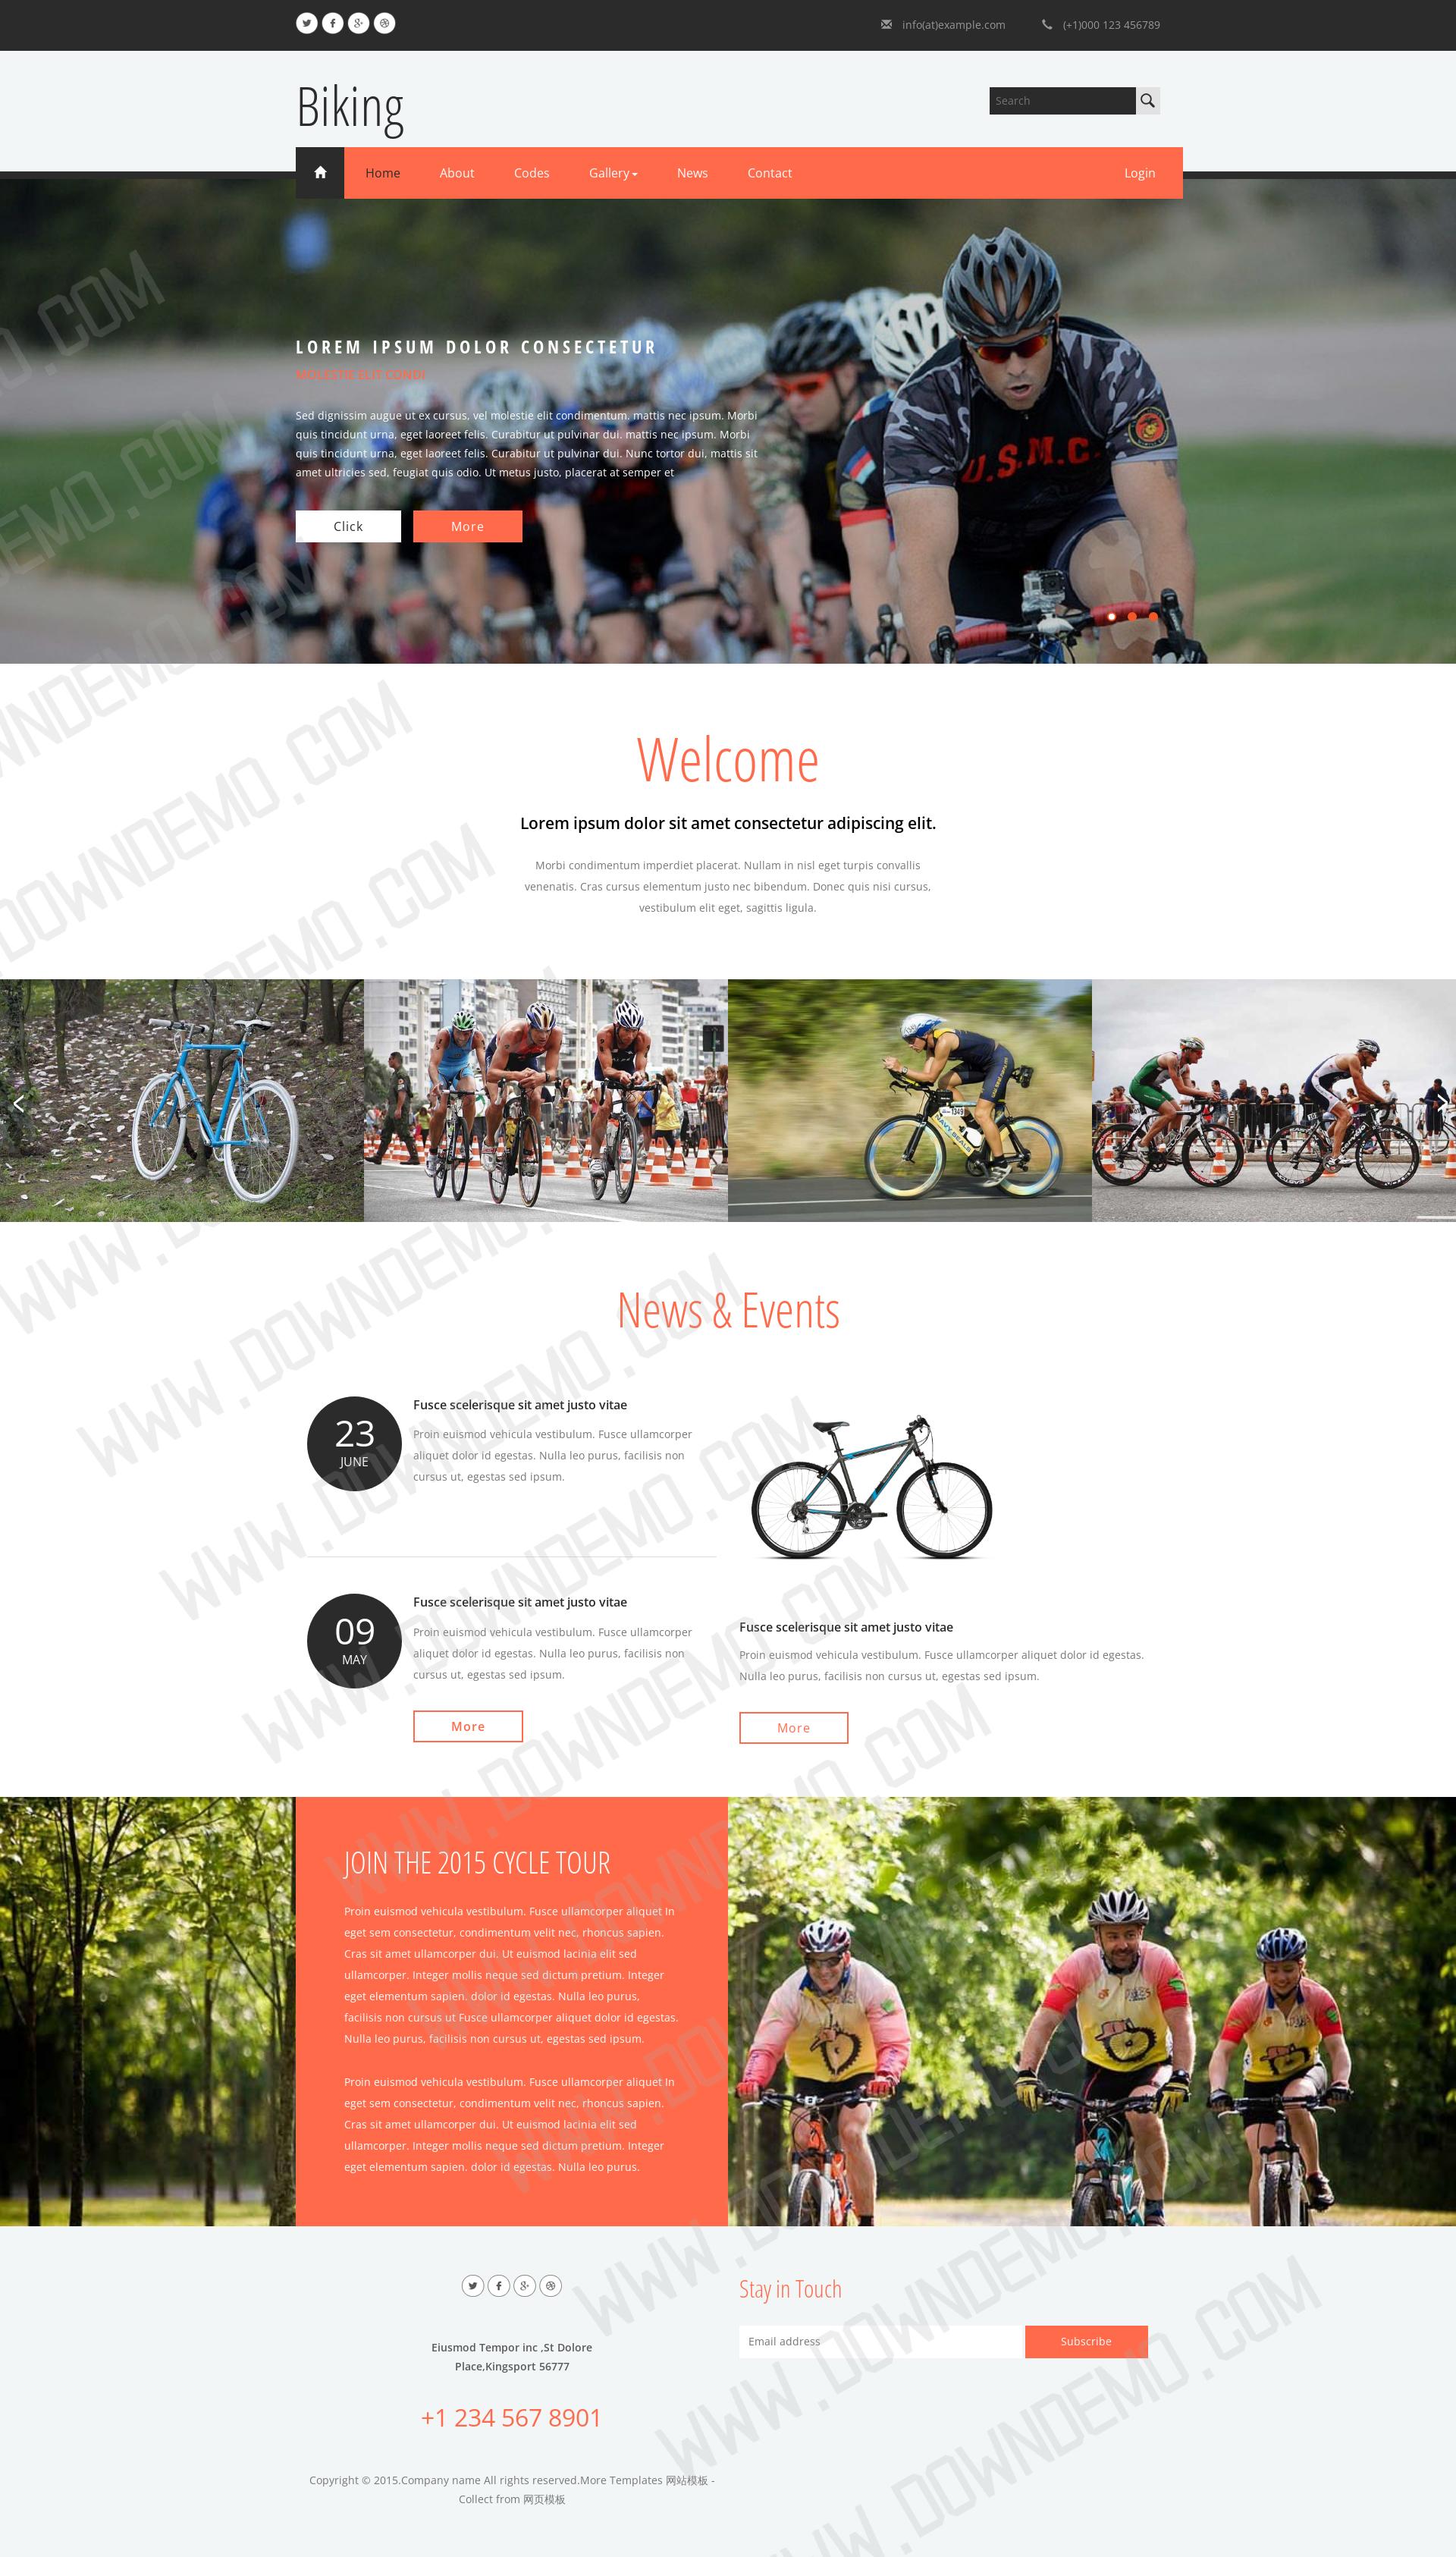 info(at)example.com
(+1)000 123 456789
Biking
Search
Home About Codes Gallery News Contact Login
LOREM IPSUM DOLOR CONSECTETUR
MOLESTIE ELIT CONDI
Sed dignissim augue ut ex cursus, vel molestie elit condimentum, mattis nec ipsum. Morbi
quis tincidunt urna, eget laoreet felis. Curabitur ut pulvinar dui. mattis nec ipsum. Morbi
quis tincidunt urna, eget laoreet felis. Curabitur ut pulvinar dui. Nunc tortor dui, mattis sit
amet ultricies sed, feugiat quis odio. Ut metus justo, placerat at semper et
U.S.M.C.
Click
More
Welcome
Lorem ipsum dolor sit amet consectetur adipiscing elit.
Morbi condimentum imperdiet placerat. Nullam in nisl eget turpis convallis
venenatis. Cras cursus elementum justo nec bibendum. Donec quis nisi cursus,
vestibulum elit eget, sagittis ligula.
1349
News & Events
23
JUNE
Fusce scelerisque sit amet justo vitae
Proin euismod vehicula vestibulum. Fusce ullamcorper
aliquet dolor id egestas. Nulla leo purus, facilisis non
cursus ut, egestas sed ipsum.
09
MAY
Fusce scelerisque sit amet justo vitae
Proin euismod vehicula vestibulum. Fusce ullamcorper
aliquet dolor id egestas. Nulla leo purus, facilisis non
cursus ut, egestas sed ipsum.
More
Fusce scelerisque sit amet justo vitae
Proin euismod vehicula vestibulum. Fusce ullamcorper aliquet dolor id egestas.
Nulla leo purus, facilisis non cursus ut, egestas sed ipsum.
More
JOIN THE 2015 CYCLE TOUR
Proin euismod vehicula vestibulum. Fusce ullamcorper aliquet In
eget sem consectetur, condimentum velit nec, rhoncus sapien.
Cras sit amet ullamcorper dui. Ut euismod lacinia elit sed
ullamcorper. Integer mollis neque sed dictum pretium. Integer
eget elementum sapien. dolor id egestas. Nulla leo purus,
facilisis non cursus ut Fusce ullamcorper aliquet dolor id egestas.
Nulla leo purus, facilisis non cursus ut, egestas sed ipsum.
Proin euismod vehicula vestibulum. Fusce ullamcorper aliquet In
eget sem consectetur, condimentum velit nec, rhoncus sapien.
Cras sit amet ullamcorper dui. Ut euismod lacinia elit sed
ullamcorper. Integer mollis neque sed dictum pretium. Integer
eget elementum sapien. dolor id egestas. Nulla leo purus.
Eiusmod Tempor inc ,St Dolore
Place,Kingsport 56777
+1 234 567 8901
Copyright © 2015.Company name All rights reserved.More Templates 网站模板 -
Collect from 网页模板
Stay in Touch
Email address
Subscribe
WWW.DOWNDEMO.COM